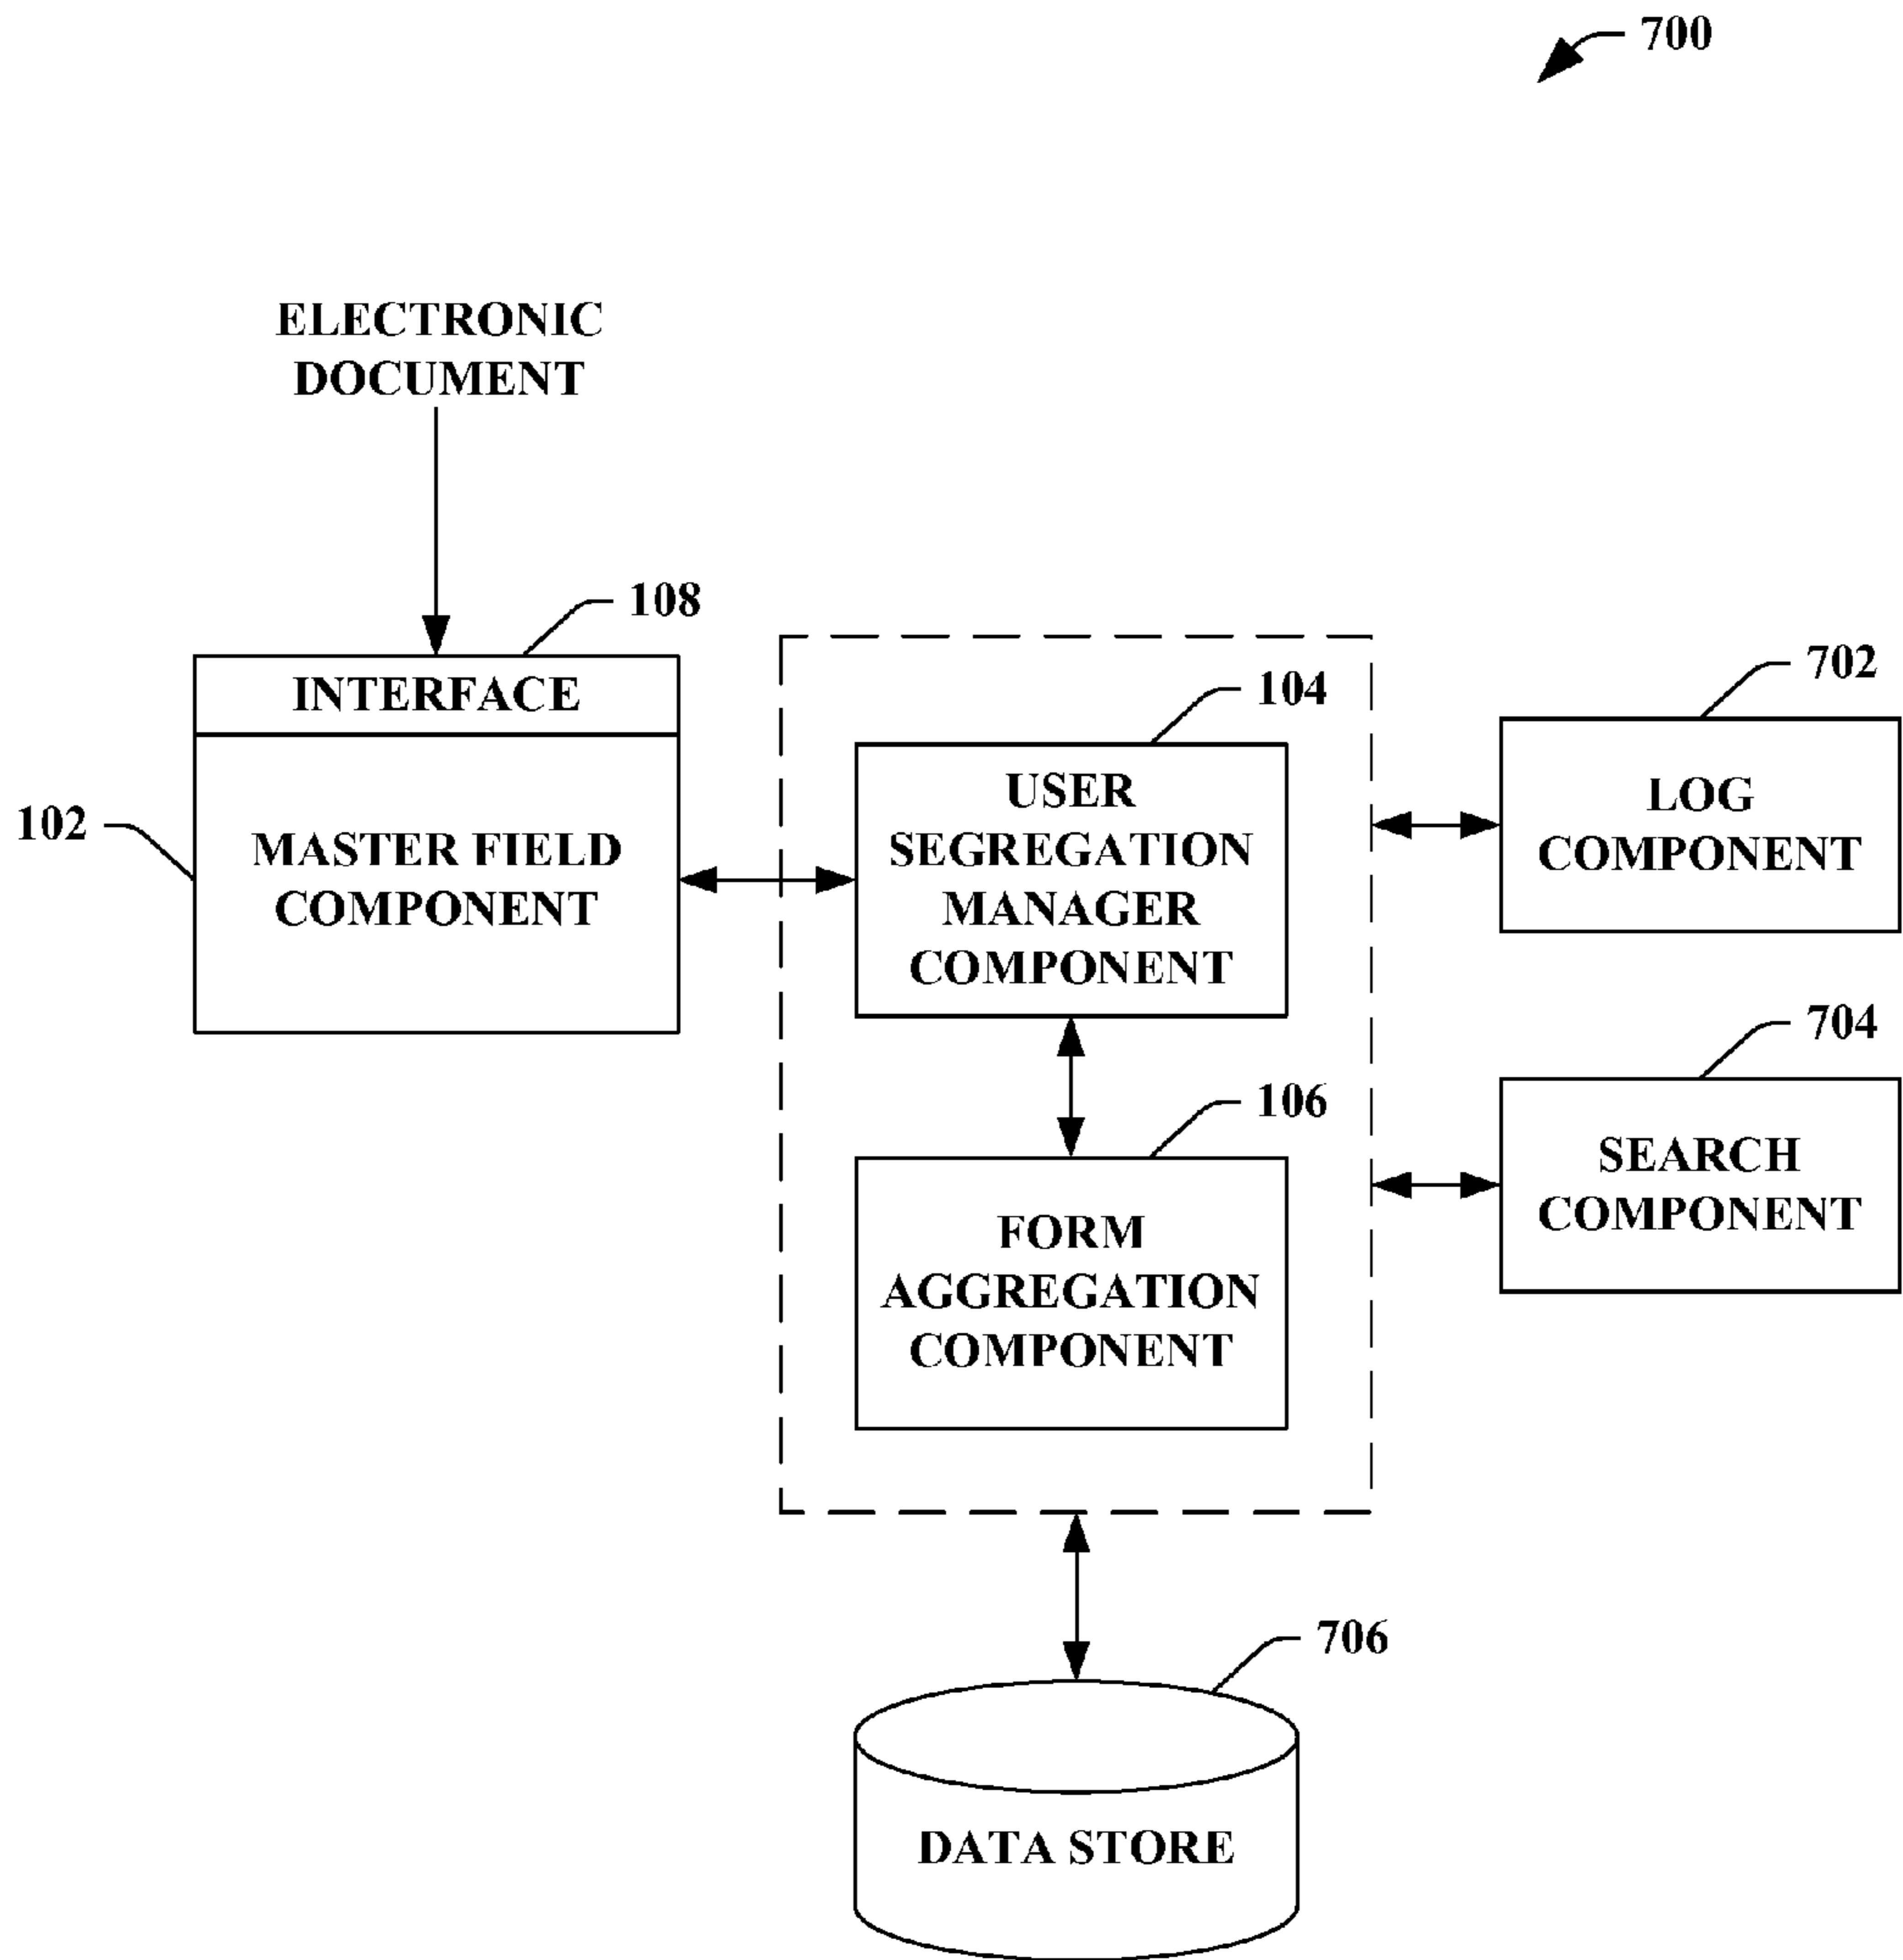 700
ELECTRONIC
DOCUMENT
108
INTERFACE
102
MASTER FIELD
COMPONENT
104
USER
SEGREGATION
MANAGER
COMPONENT
106
FORM
AGGREGATION
COMPONENT
702
LOG
COMPONENT
704
SEARCH
COMPONENT
706
DATA STORE